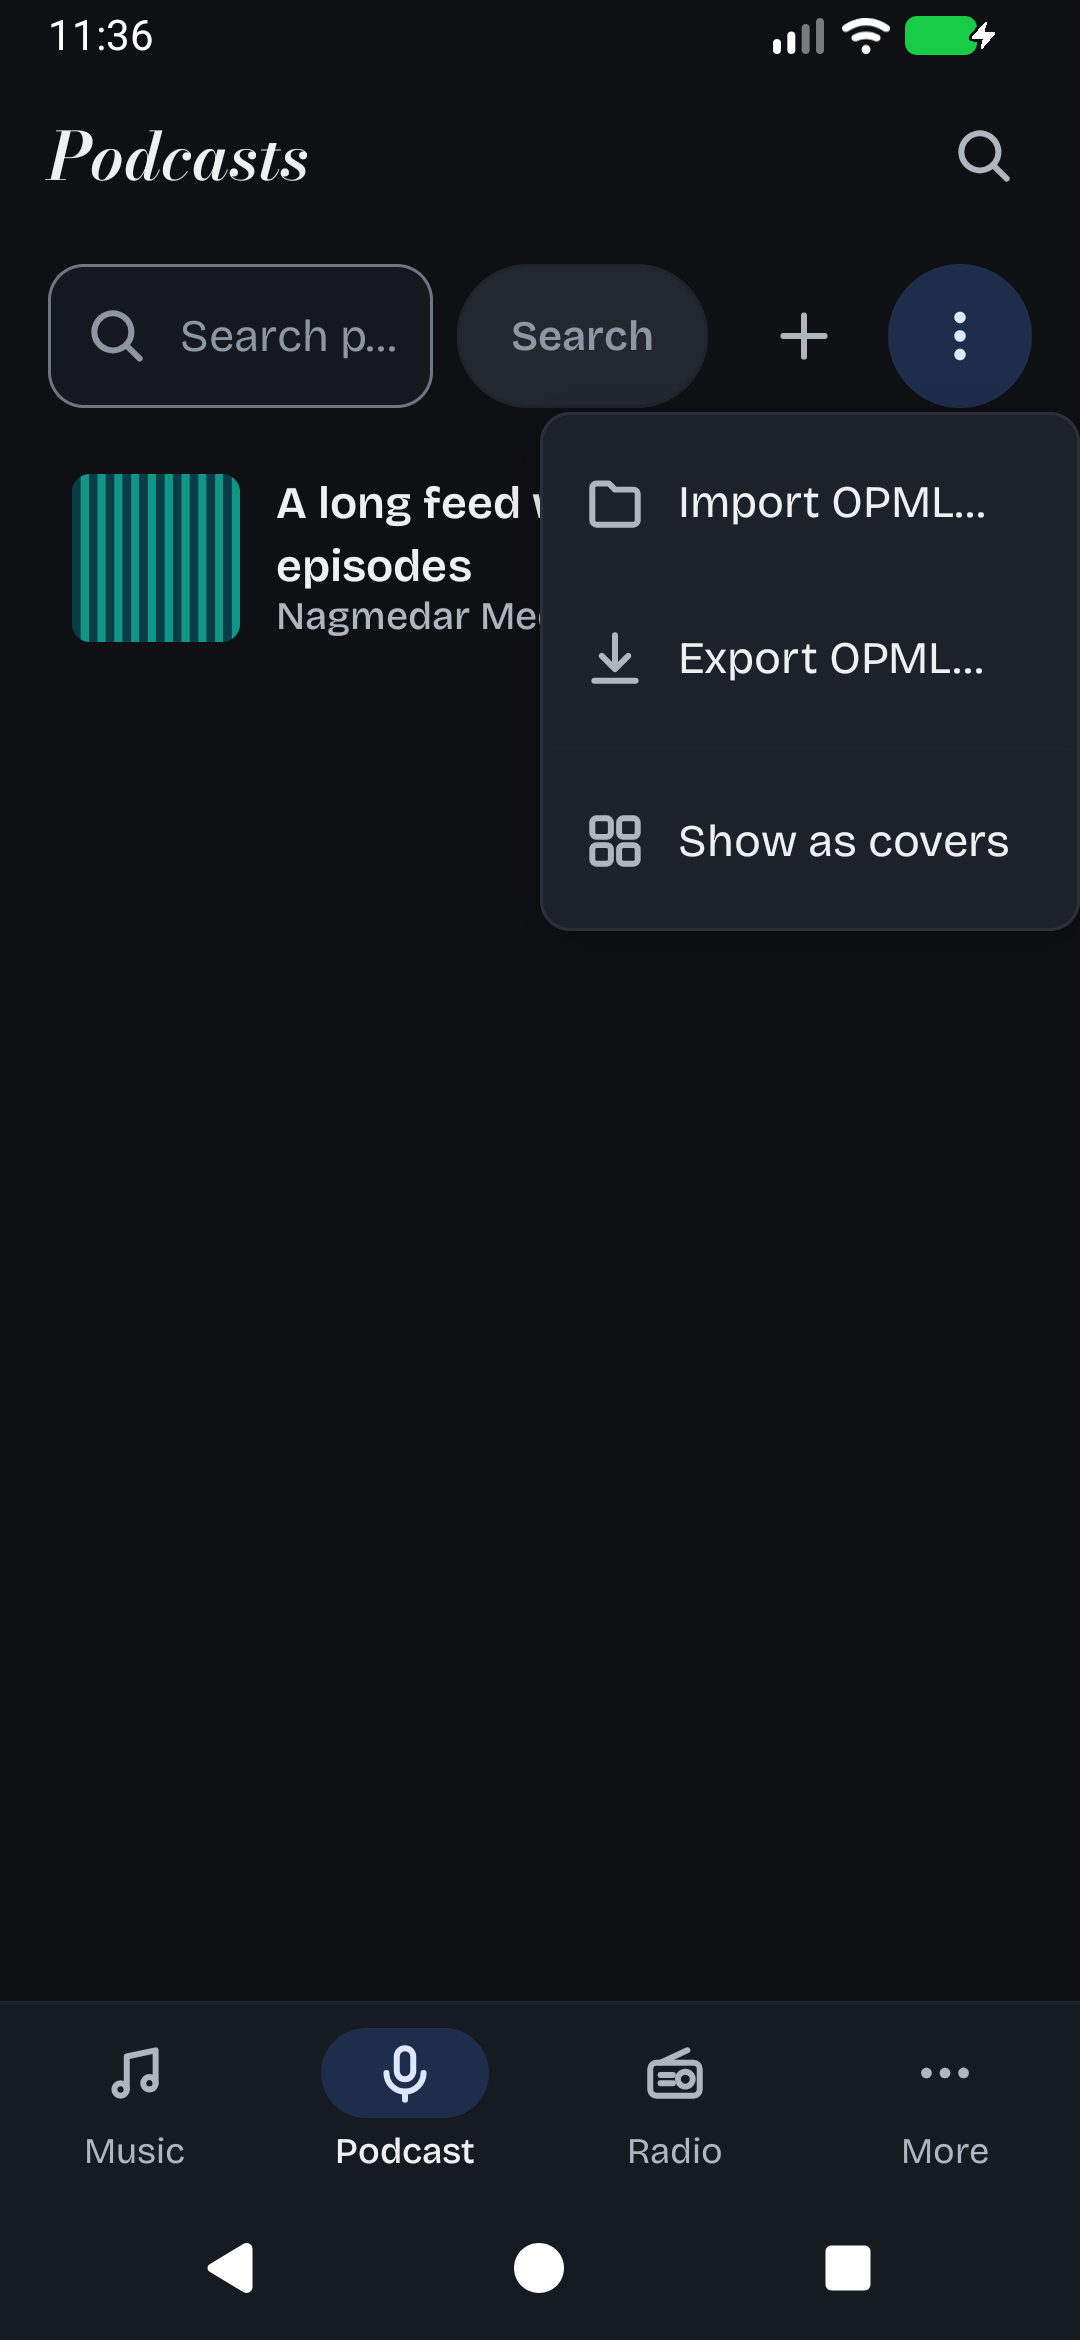 11:36
Podcasts
Search p...
Search
Import OPML...
Export OPML...
Show as covers
A long feed
episodes
Nagmedar
Music
Podcast
Radio
More